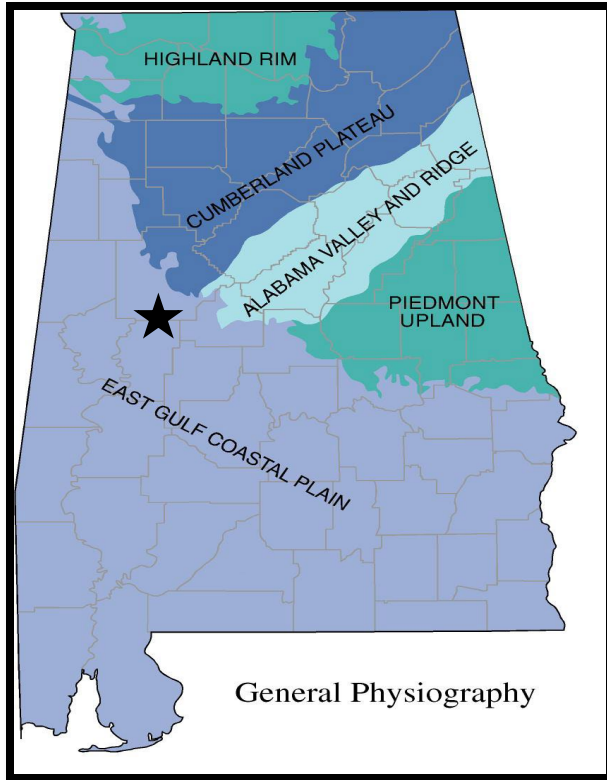 HIGHLAND RIM
CUMBERLAND PLATEAU
ALABAMA VALLEY AND RIDGE
PIEDMONT
UPLAND
EAST GULF COASTAL PLAIN
General Physiography